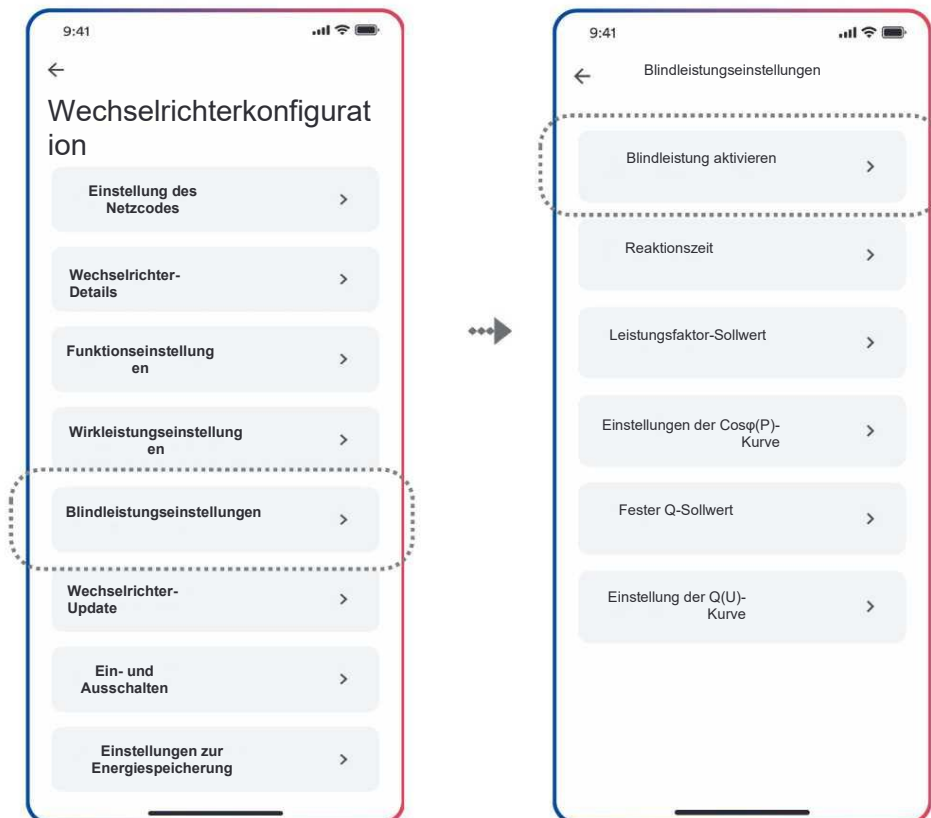 9:41
Wechselrichterkonfigurat
ion
Einstellung des
Netzcodes
Wechselrichter-
Details
Funktionseinstellung
en
Wirkleistungseinstellung
en
Blindleistungseinstellungen
Wechselrichter-
Update
Ein- und
Ausschalten
Einstellungen zur
Energiespeicherung
9:41
Blindleistungseinstellungen
Blindleistung aktivieren
Reaktionszeit
Leistungsfaktor-Sollwert
Einstellungen der Cosφ(P)-
Kurve
Fester Q-Sollwert
Einstellung der Q(U)-
Kurve